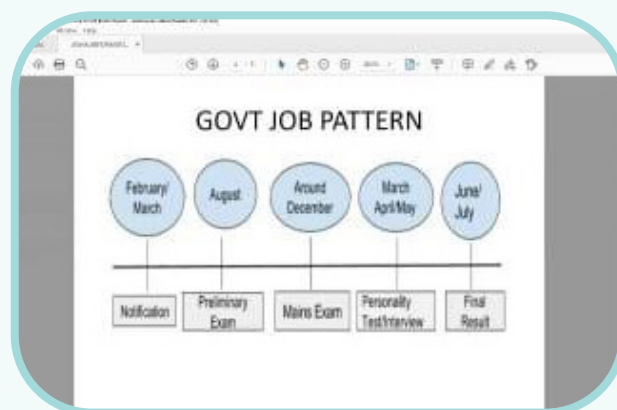 GOVT JOB PATTERN
February/
March
August
Around
December
March
April/May
June/
July
Notification
Preliminary
Exam
Mains Exam
Personality
Test/Interview
Final
Result